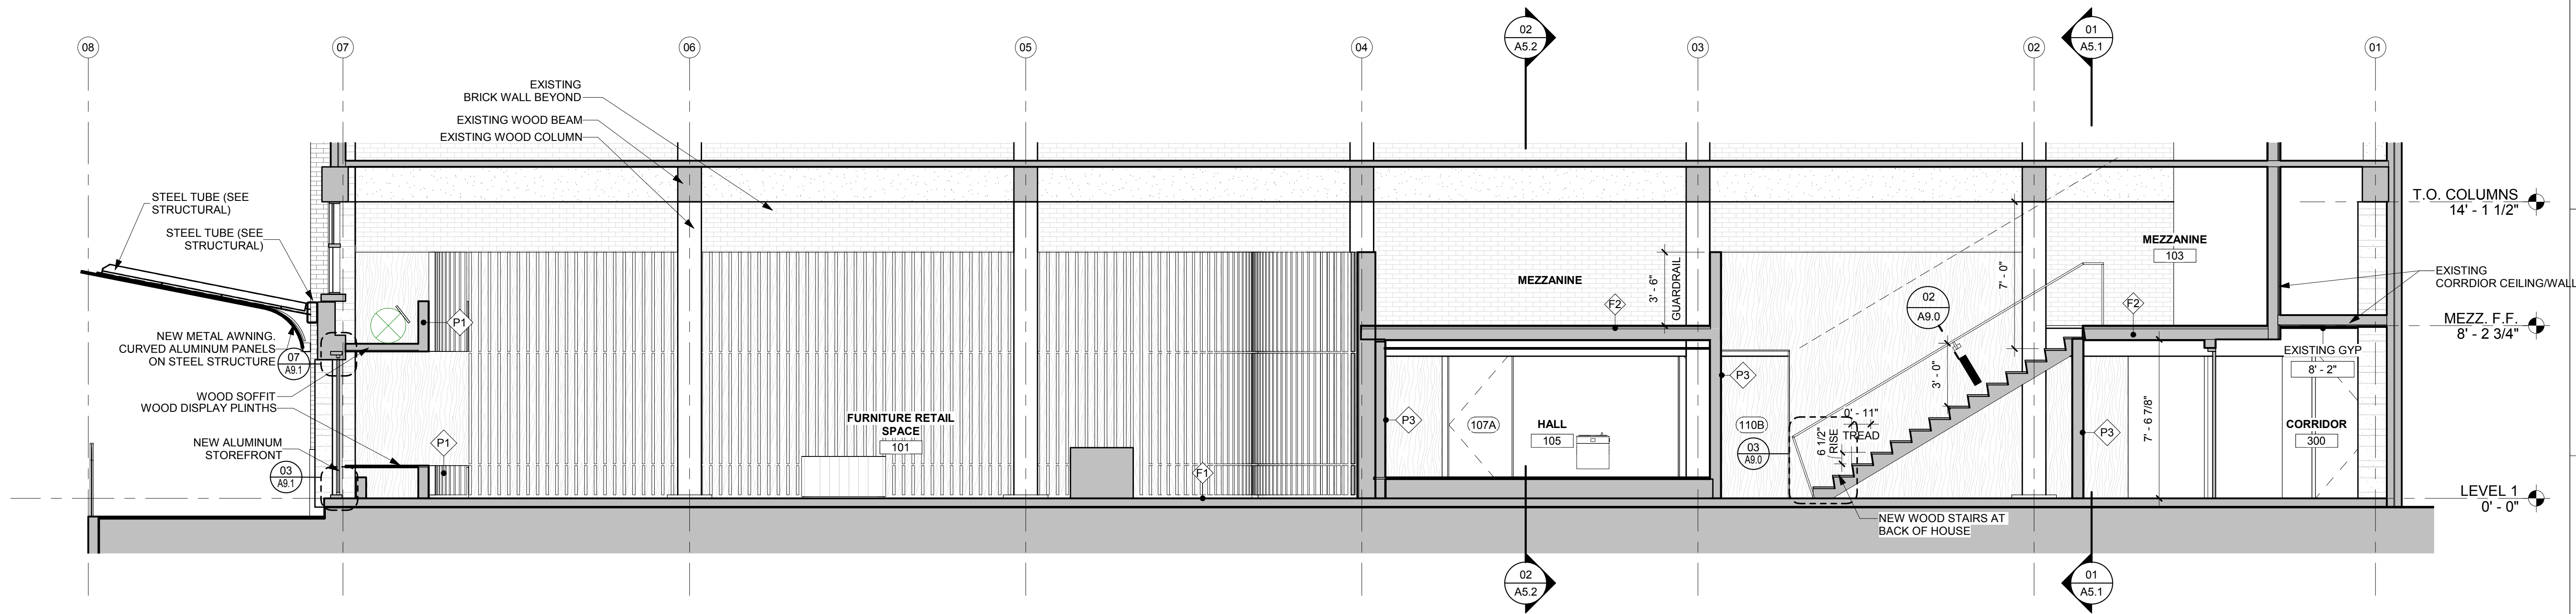 08
07
06
05
04
03
02
01
02
A5.2
01
A5.1
EXISTING
BRICK WALL BEYOND
EXISTING WOOD BEAM
EXISTING WOOD COLUMN
STEEL TUBE (SEE
STRUCTURAL)
STEEL TUBE (SEE
STRUCTURAL)
NEW METAL AWNING.
CURVED ALUMINUM PANELS
ON STEEL STRUCTURE
07
A9.1
WOOD SOFFIT
WOOD DISPLAY PLINTHS
NEW ALUMINUM
STOREFRONT
03
A9.1
P1
P1
FURNITURE RETAIL
SPACE
101
F1
MEZZANINE
3' - 6"
GUARDRAIL
F2
P3
107A
HALL
105
P3
110B
03
A9.0
6 1/2"
RISE
0' - 11"
TREAD
3' - 0"
02
A9.0
7' - 0"
NEW WOOD STAIRS AT
BACK OF HOUSE
MEZZANINE
103
F2
P3
7' - 6 7/8"
EXISTING GYP
8' - 2"
CORRIDOR
300
EXISTING
CORRDIOR CEILING/WALL
T.O. COLUMNS
14' - 1 1/2"
MEZZ. F.F.
8' - 2 3/4"
LEVEL 1
0' - 0"
02
A5.2
01
A5.1